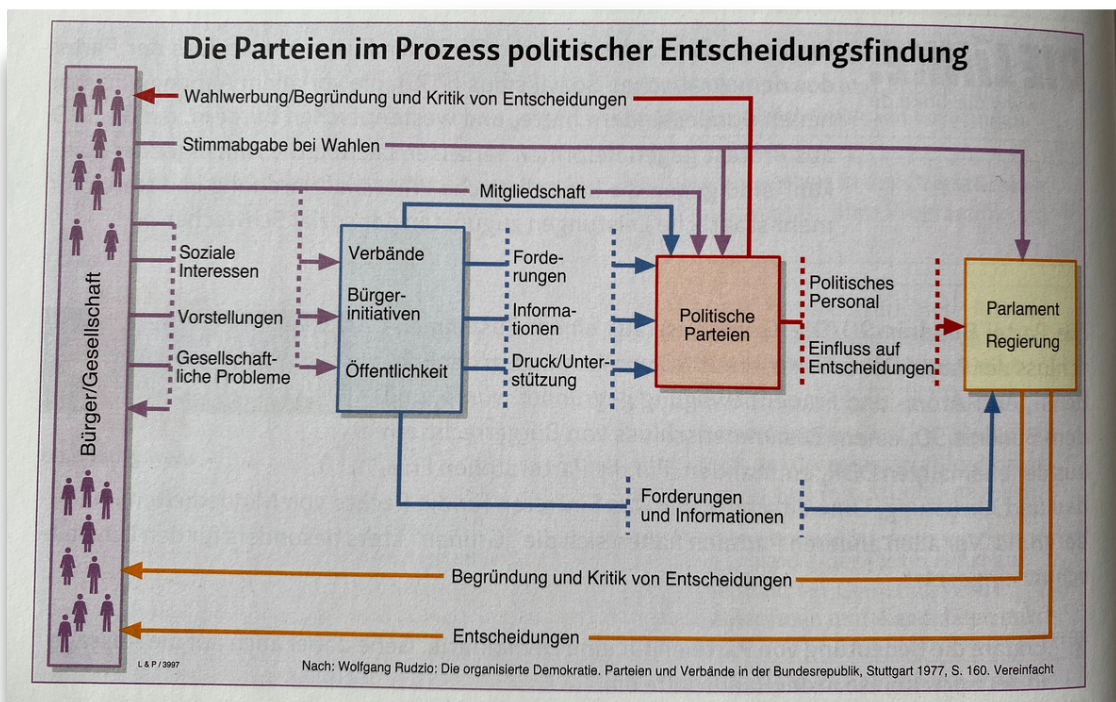 Die Parteien im Prozess politischer Entscheidungsfindung
Wahlwerbung/Begründung und Kritik von Entscheidungen
Stimmabgabe bei Wahlen
Mitgliedschaft
Bürger/Gesellschaft
Soziale
Interessen
Vorstellungen
Gesellschaft-
liche Probleme
Verbände
Bürger-
initiativen
Öffentlichkeit
Forde-
rungen
Informa-
tionen
Druck/Unter-
stützung
Politische
Parteien
Politisches
Personal
Einfluss auf
Entscheidungen
Parlament
Regierung
Forderungen
und Informationen
Begründung und Kritik von Entscheidungen
Entscheidungen
L & P / 3997
Nach: Wolfgang Rudzio: Die organisierte Demokratie. Parteien und Verbände in der Bundesrepublik, Stuttgart 1977, S. 160. Vereinfacht